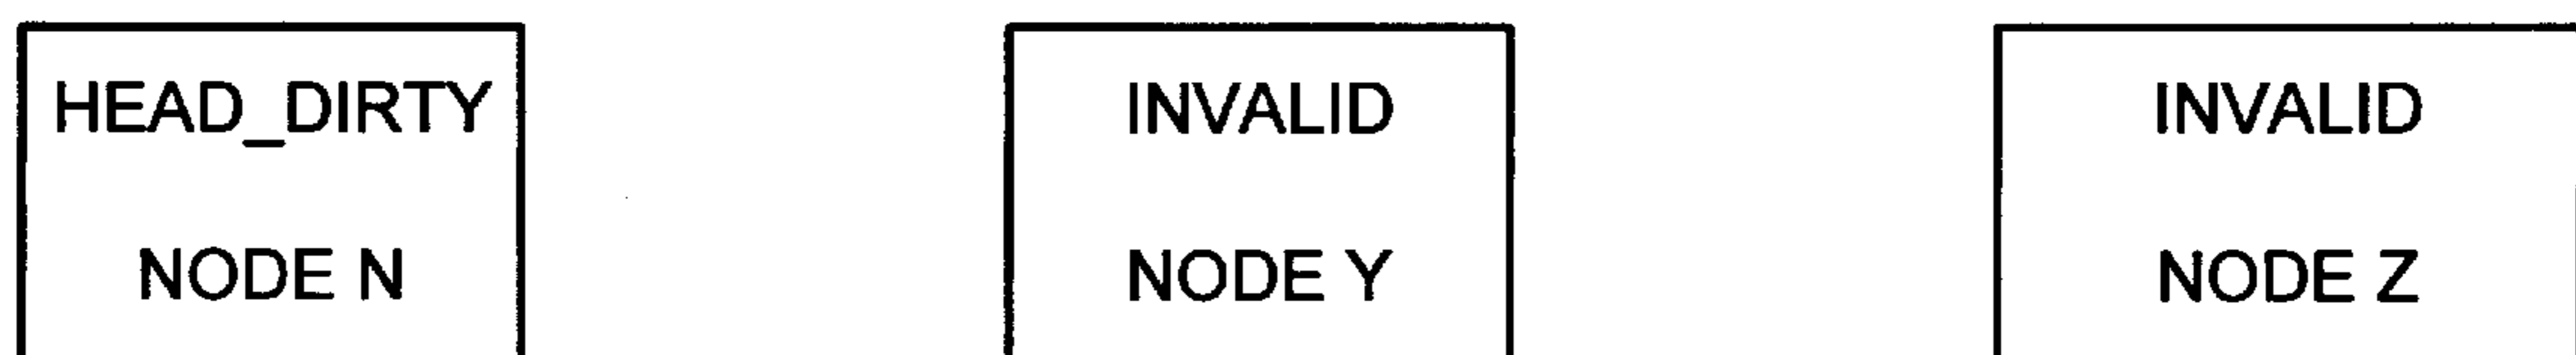 HEAD_DIRTY
NODE N
INVALID
NODE Y
INVALID
NODE Z